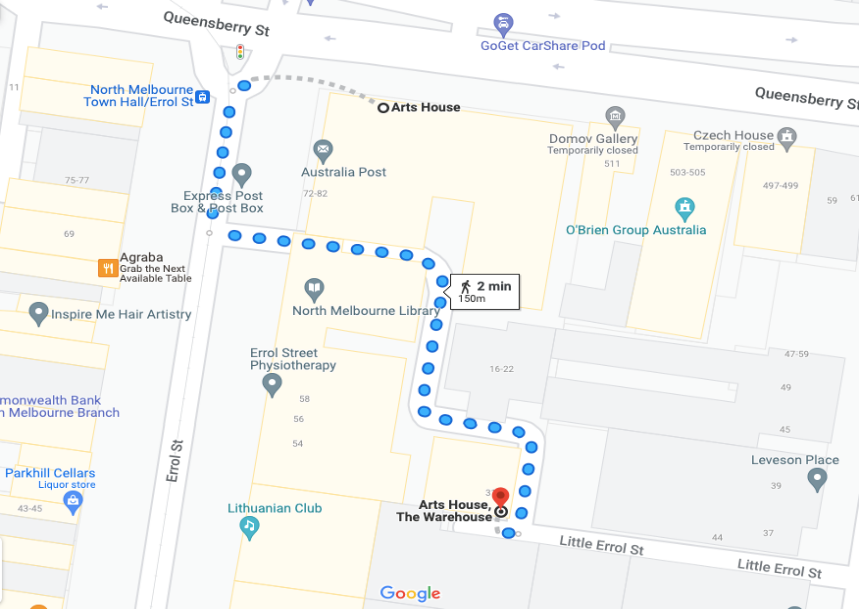 Queensberry St
GoGet CarShare Pod
North Melbourne
Town Hall/Errol St
11
Arts House
Queensberry St
Australia Post
Domov Gallery
Temporarily closed
511
Czech House
Temporarily closed
503-505
497-499
59
61
75-77
72-82
Express Post
Box & Post Box
69
O'Brien Group Australia
Agraba
Grab the Next
Available Table
2 min
150m
North Melbourne Library
Inspire Me Hair Artistry
Errol Street
Physiotherapy
16-22
47-59
49
45
58
56
54
monwealth Bank
h Melbourne Branch
Errol St
Parkhill Cellars
Liquor store
43-45
Leveson Place
39
37
44
Lithuanian Club
3
Arts House,
The Warehouse
Little Errol St
Little Errol St
Google